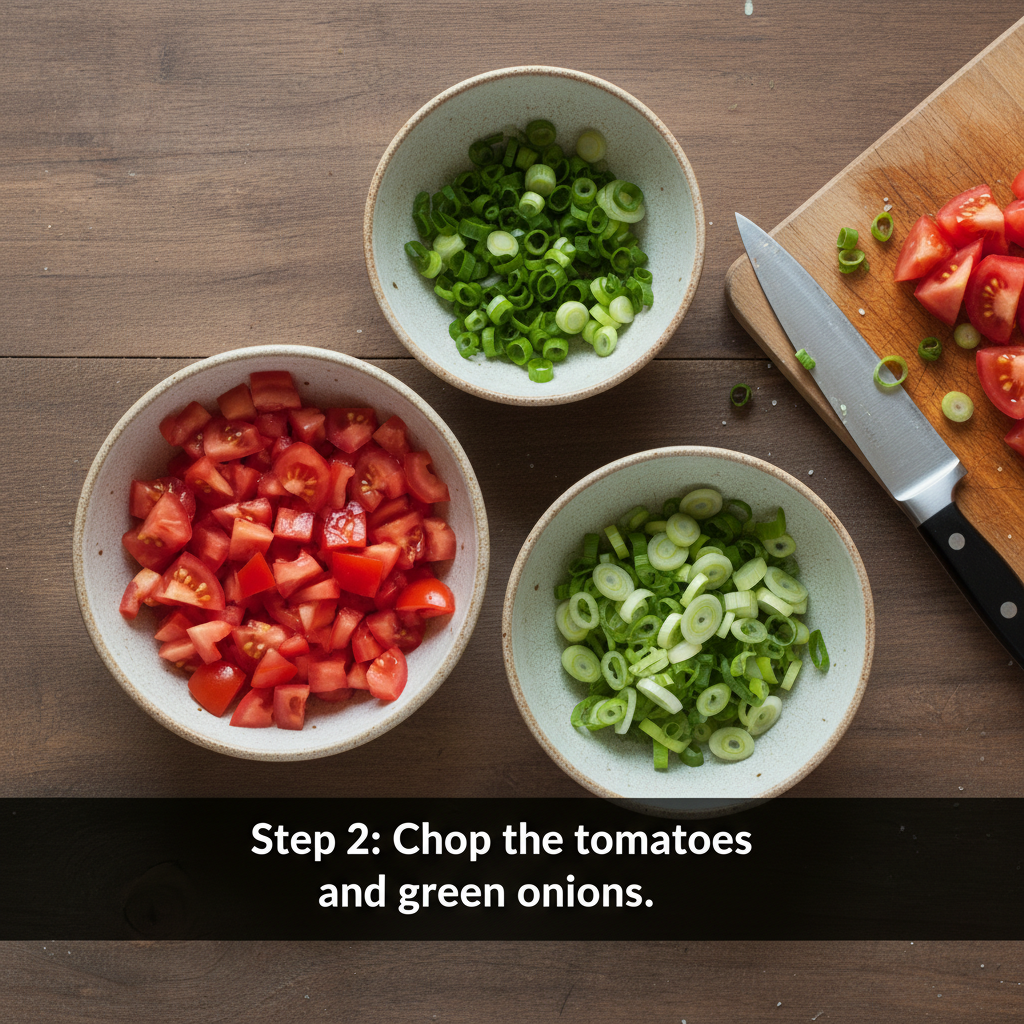 Step 2: Chop the tomatoes
and green onions.